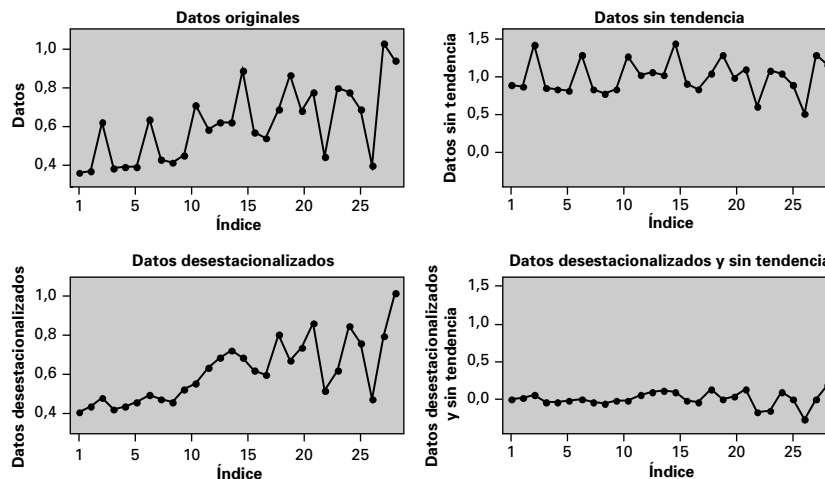 Datos originales
Datos
1,0
0,8
0,6
0,4
1 5 10 15 20 25
Índice
Datos sin tendencia
Datos sin tendencia
1,5
1,0
0,5
0,0
1 5 10 15 20 25
Índice
Datos desestacionalizados
Datos desestacionalizados
1,0
0,8
0,6
0,4
1 5 10 15 20 25
Índice
Datos desestacionalizados y sin tendencia
Datos desestacionalizados
y sin tendencia
1,5
1,0
0,5
0,0
1 5 10 15 20 25
Índice